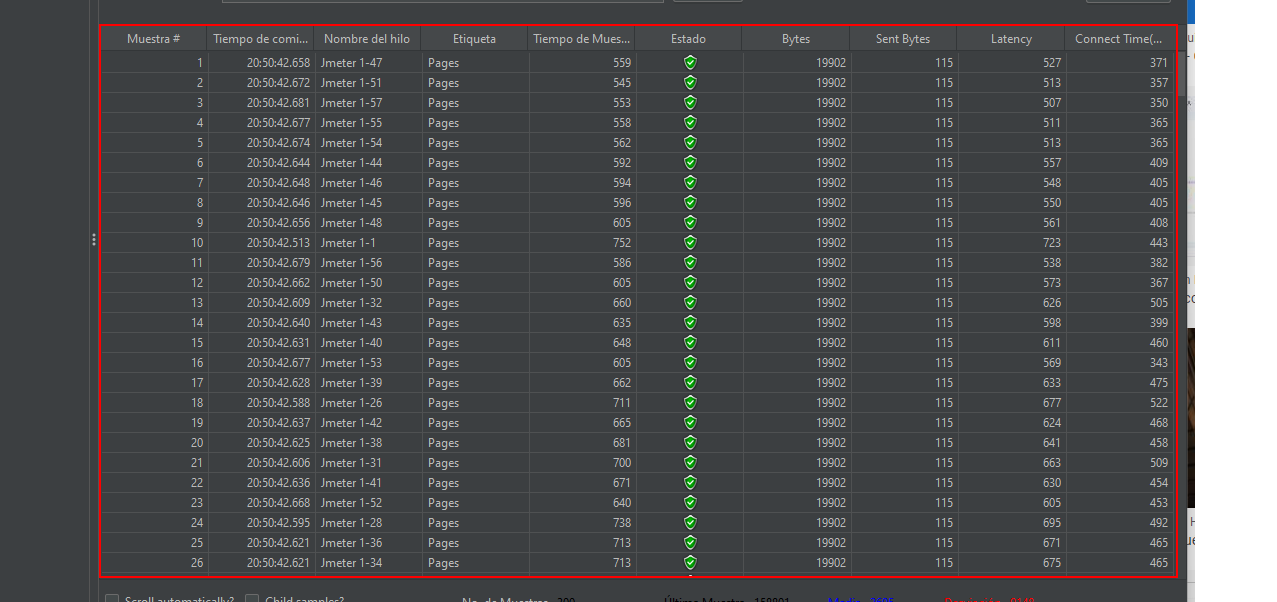 Muestra # Tiempo de comi... Nombre del hilo Etiqueta Tiempo de Mues... Estado Bytes Sent Bytes Latency Connect Time(...
1 20:50:42.658 Jmeter 1-47 Pages 559 19902 115 527 371
2 20:50:42.672 Jmeter 1-51 Pages 545 19902 115 513 357
3 20:50:42.681 Jmeter 1-57 Pages 553 19902 115 507 350
4 20:50:42.677 Jmeter 1-55 Pages 558 19902 115 511 365
5 20:50:42.674 Jmeter 1-54 Pages 562 19902 115 513 365
6 20:50:42.644 Jmeter 1-44 Pages 592 19902 115 557 409
7 20:50:42.648 Jmeter 1-46 Pages 594 19902 115 548 405
8 20:50:42.646 Jmeter 1-45 Pages 596 19902 115 550 405
9 20:50:42.656 Jmeter 1-48 Pages 605 19902 115 561 408
10 20:50:42.513 Jmeter 1-1 Pages 752 19902 115 723 443
11 20:50:42.679 Jmeter 1-56 Pages 586 19902 115 538 382
12 20:50:42.662 Jmeter 1-50 Pages 605 19902 115 573 367
13 20:50:42.609 Jmeter 1-32 Pages 660 19902 115 626 505
14 20:50:42.640 Jmeter 1-43 Pages 635 19902 115 598 399
15 20:50:42.631 Jmeter 1-40 Pages 648 19902 115 611 460
16 20:50:42.677 Jmeter 1-53 Pages 605 19902 115 569 343
17 20:50:42.628 Jmeter 1-39 Pages 662 19902 115 633 475
18 20:50:42.588 Jmeter 1-26 Pages 711 19902 115 677 522
19 20:50:42.637 Jmeter 1-42 Pages 665 19902 115 624 468
20 20:50:42.625 Jmeter 1-38 Pages 681 19902 115 641 458
21 20:50:42.606 Jmeter 1-31 Pages 700 19902 115 663 509
22 20:50:42.636 Jmeter 1-41 Pages 671 19902 115 630 454
23 20:50:42.668 Jmeter 1-52 Pages 640 19902 115 605 453
24 20:50:42.595 Jmeter 1-28 Pages 738 19902 115 695 492
25 20:50:42.621 Jmeter 1-36 Pages 713 19902 115 671 465
26 20:50:42.621 Jmeter 1-34 Pages 713 19902 115 675 465
Scroll automatically? Child samples? No. de Muestras Última Muestra